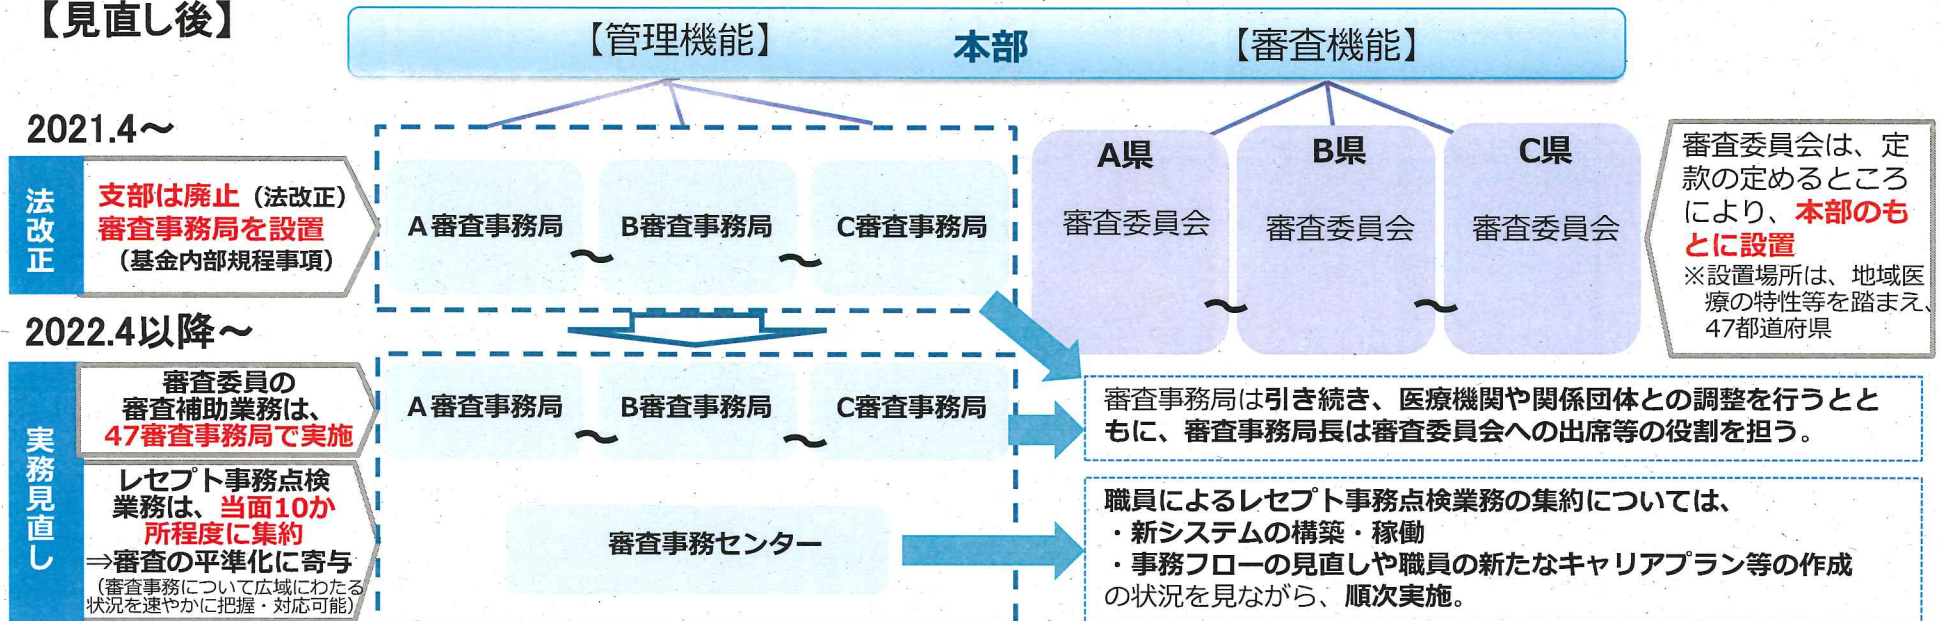 【見直し後】
【管理機能】 本部 【審査機能】
2021.4～
法改正
支部は廃止（法改正）
審査事務局を設置
（基金内部規程事項）
A審査事務局 ～ B審査事務局 ～ C審査事務局
A県
審査委員会
～
B県
審査委員会
～
C県
審査委員会
審査委員会は、定
款の定めるところ
により、本部のも
とに設置
※設置場所は、地域医
療の特性等を踏まえ、
47都道府県
2022.4以降～
実務見直し
審査委員の
審査補助業務は、
47審査事務局で実施
レセプト事務点検
業務は、当面10か
所程度に集約
⇒審査の平準化に寄与
（審査事務について広域にわたる
状況を速やかに把握・対応可能）
A審査事務局 ～ B審査事務局 ～ C審査事務局
審査事務センター
審査事務局は引き続き、医療機関や関係団体との調整を行うとと
もに、審査事務局長は審査委員会への出席等の役割を担う。
職員によるレセプト事務点検業務の集約については、
・新システムの構築・稼働
・事務フローの見直しや職員の新たなキャリアプラン等の作成
の状況を見ながら、順次実施。